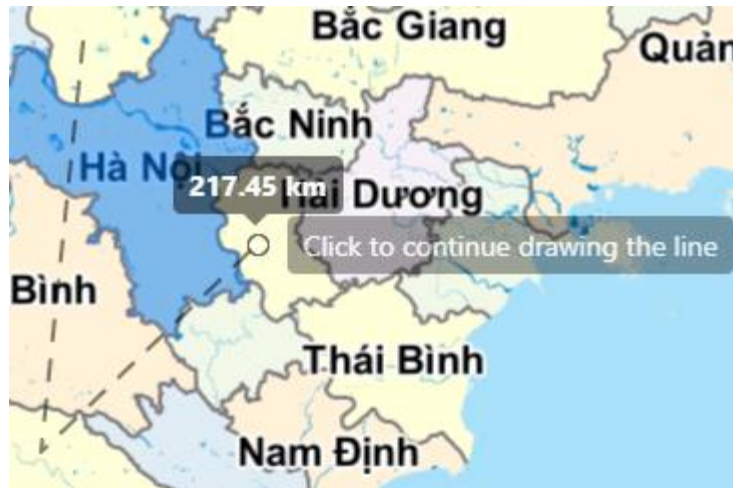 Bắc Giang
Quản
Bắc Ninh
Hà Nội
217.45 km
Hải Dương
Click to continue drawing the line
Bình
Thái Bình
Nam Định